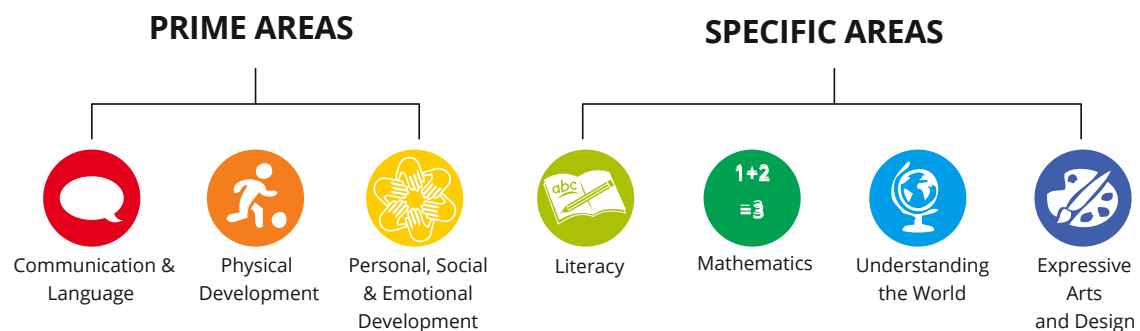 PRIME AREAS
Communication &
Language
Physical
Development
Personal, Social
& Emotional
Development
SPECIFIC AREAS
abc
Literacy
1+2
=3
Mathematics
Understanding
the World
Expressive
Arts
and Design